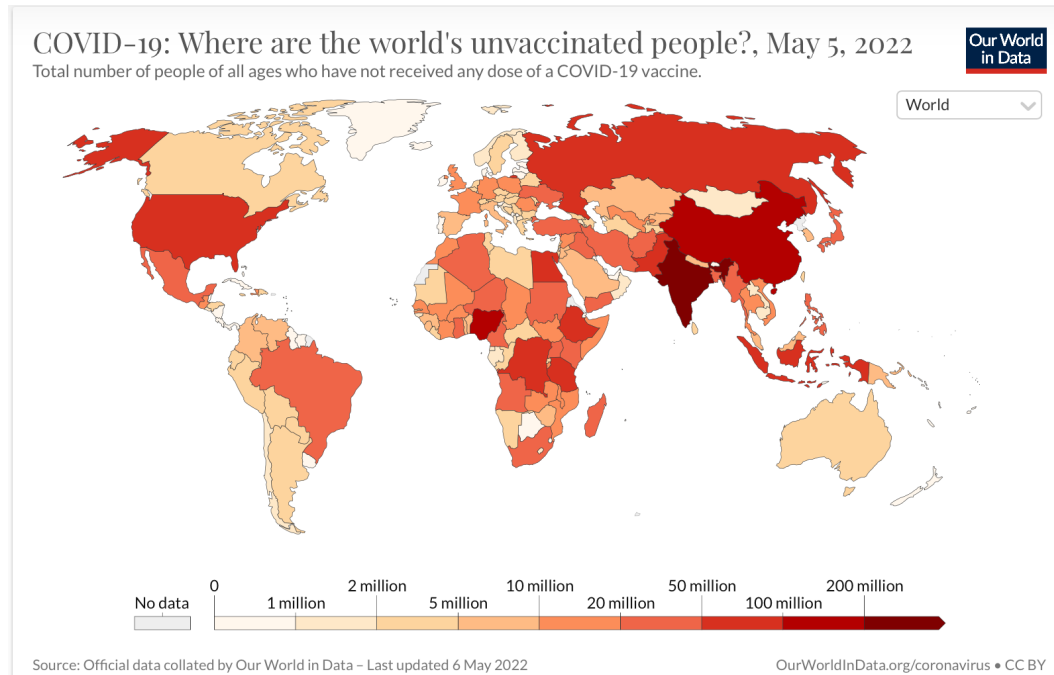 COVID-19: Where are the world's unvaccinated people?, May 5, 2022
Total number of people of all ages who have not received any dose of a COVID-19 vaccine.
Our World
in Data
World
No data
0
1 million
2 million
5 million
10 million
20 million
50 million
100 million
200 million
Source: Official data collated by Our World in Data – Last updated 6 May 2022
OurWorldInData.org/coronavirus • CC BY